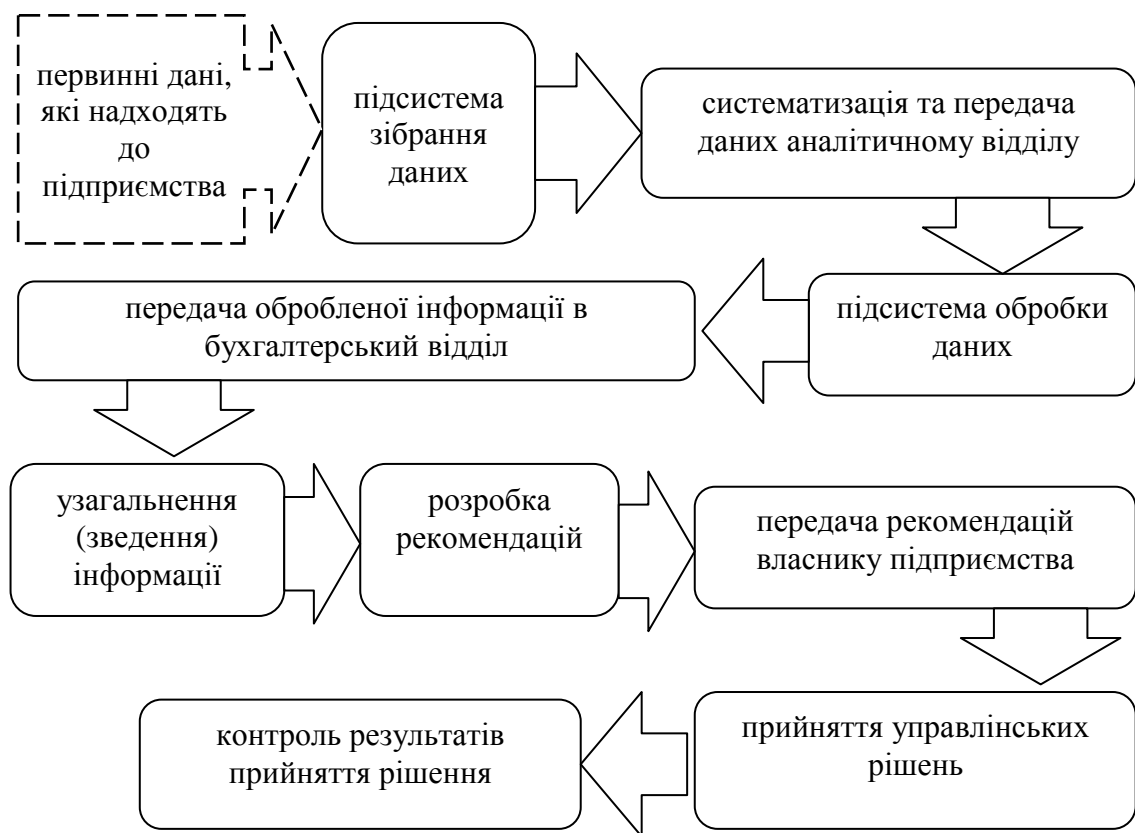 первинні дані,
які надходять
до
підприємства
підсистема
зібрання
даних
систематизація та передача
даних аналітичному відділу
підсистема обробки
даних
передача обробленої інформації в
бухгалтерський відділ
узагальнення
(зведення)
інформації
розробка
рекомендацій
передача рекомендацій
власнику підприємства
прийняття управлінських
рішень
контроль результатів
прийняття рішення